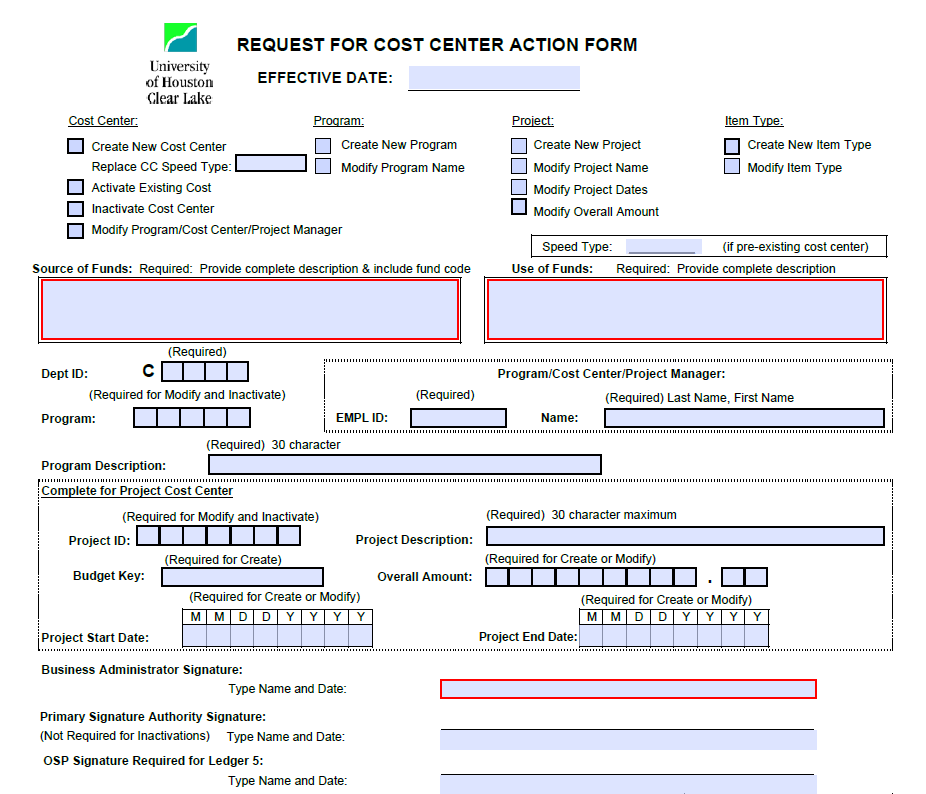 University
of Houston
Clear Lake
REQUEST FOR COST CENTER ACTION FORM
EFFECTIVE DATE:
Cost Center: Program: Project: Item Type:
Create New Cost Center Create New Program Create New Project Create New Item Type
Replace CC Speed Type: Modify Program Name Modify Project Name Modify Item Type
Activate Existing Cost Modify Project Dates
Inactivate Cost Center Modify Overall Amount
Modify Program/Cost Center/Project Manager
Speed Type: (if pre-existing cost center)
Source of Funds: Required: Provide complete description & include fund code Use of Funds: Required: Provide complete description
(Required)
Dept ID: C Program/Cost Center/Project Manager:
(Required for Modify and Inactivate) (Required) (Required) Last Name, First Name
Program: EMPL ID: Name:
(Required) 30 character
Program Description:
Complete for Project Cost Center
(Required for Modify and Inactivate) (Required) 30 character maximum
Project ID: Project Description:
(Required for Create) (Required for Create or Modify)
Budget Key: Overall Amount: .
(Required for Create or Modify) (Required for Create or Modify)
M M D D Y Y Y Y M M D D Y Y Y Y
Project Start Date: Project End Date:
Business Administrator Signature:
Type Name and Date:
Primary Signature Authority Signature:
(Not Required for Inactivations) Type Name and Date:
OSP Signature Required for Ledger 5:
Type Name and Date: